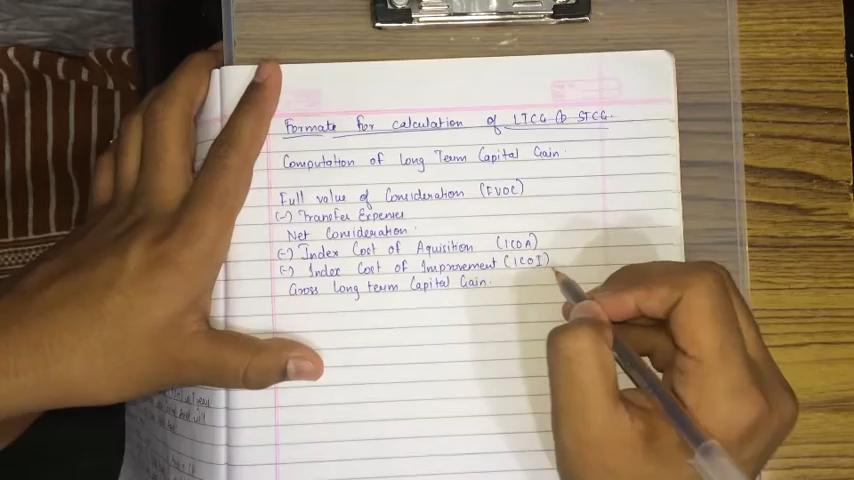 Formate for calculation of LTCG & STCG.
Computation of Long Term Capital Gain.
Full value of Consideration (FVOC)
(-) Transfer Expenses
Net Consideration.
(-) Index Cost of Aquisition (ICOA)
(-) Index Cost of Improvement (ICOI)
Gross Long term Capital Gain.